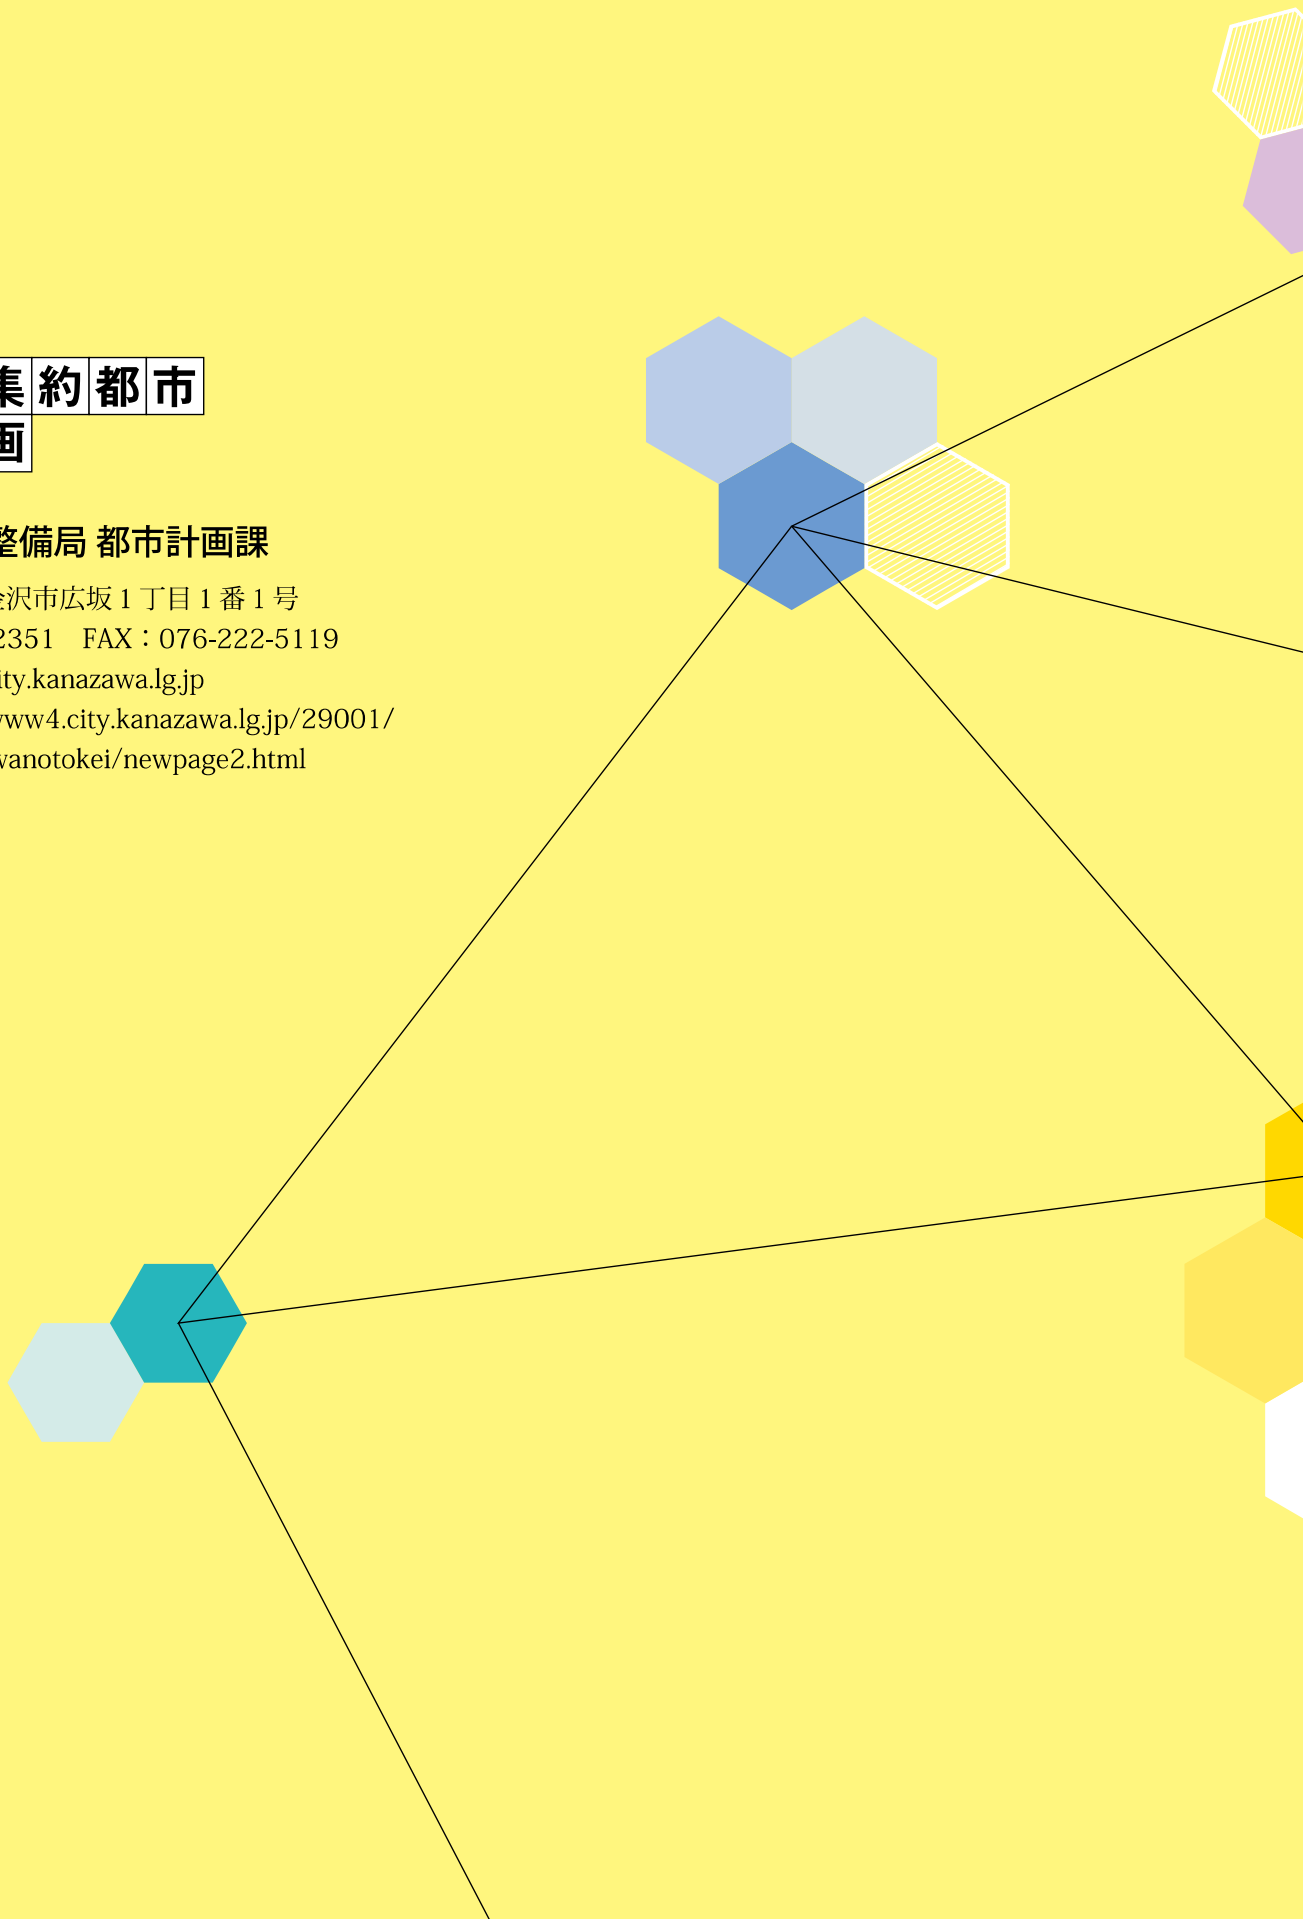 集約都市
画
整備局 都市計画課
金沢市広坂1丁目1番1号
2351　FAX：076-222-5119
ity.kanazawa.lg.jp
www4.city.kanazawa.lg.jp/29001/
wanotokei/newpage2.html